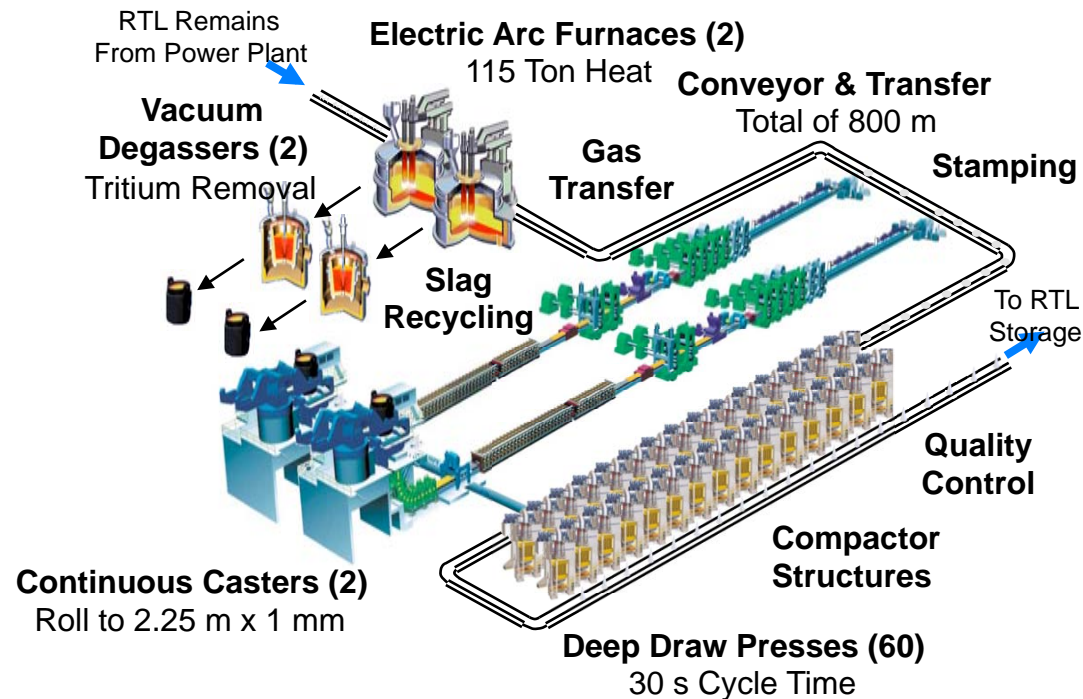 RTL Remains
From Power Plant
Electric Arc Furnaces (2)
115 Ton Heat
Conveyor & Transfer
Total of 800 m
Vacuum
Degassers (2)
Tritium Removal
Gas
Transfer
Stamping
Slag
Recycling
To RTL
Storage
Quality
Control
Compactor
Structures
Continuous Casters (2)
Roll to 2.25 m x 1 mm
Deep Draw Presses (60)
30 s Cycle Time